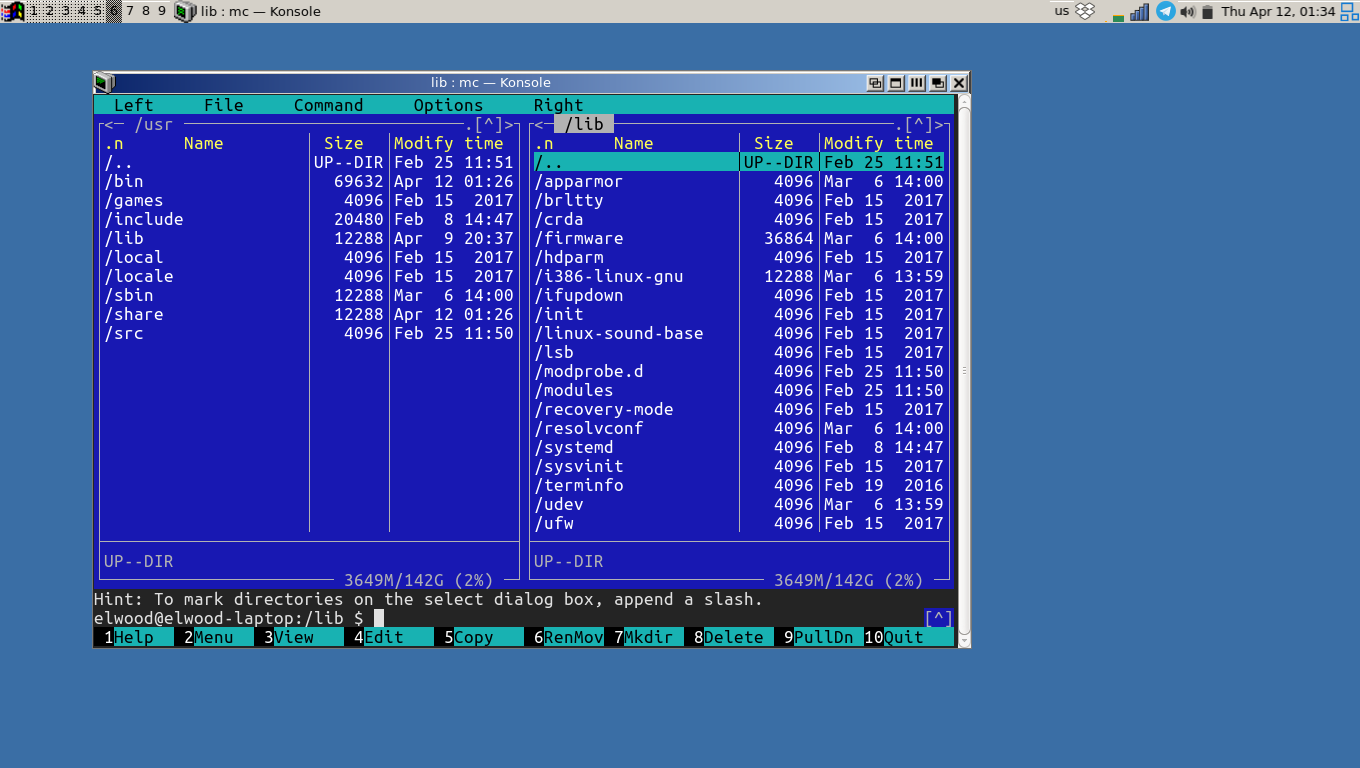 1 2 3 4 5 6 7 8 9 lib : mc — Konsole us Thu Apr 12, 01:34
lib : mc — Konsole
Left File Command Options Right
<─ /usr .[^]>
.n Name Size Modify time
/.. UP--DIR Feb 25 11:51
/bin 69632 Apr 12 01:26
/games 4096 Feb 15 2017
/include 20480 Feb 8 14:47
/lib 12288 Apr 9 20:37
/local 4096 Feb 15 2017
/locale 4096 Feb 15 2017
/sbin 12288 Mar 6 14:00
/share 12288 Apr 12 01:26
/src 4096 Feb 25 11:50
UP--DIR
3649M/142G (2%)
<─ /lib .[^]>
.n Name Size Modify time
/.. UP--DIR Feb 25 11:51
/apparmor 4096 Mar 6 14:00
/brltty 4096 Feb 15 2017
/crda 4096 Feb 15 2017
/firmware 36864 Mar 6 14:00
/hdparm 4096 Feb 15 2017
/i386-linux-gnu 12288 Mar 6 13:59
/ifupdown 4096 Feb 15 2017
/init 4096 Feb 15 2017
/linux-sound-base 4096 Feb 15 2017
/lsb 4096 Feb 15 2017
/modprobe.d 4096 Feb 25 11:50
/modules 4096 Feb 25 11:50
/recovery-mode 4096 Feb 15 2017
/resolvconf 4096 Mar 6 14:00
/systemd 4096 Feb 8 14:47
/sysvinit 4096 Feb 15 2017
/terminfo 4096 Feb 19 2016
/udev 4096 Mar 6 13:59
/ufw 4096 Feb 15 2017
UP--DIR
3649M/142G (2%)
Hint: To mark directories on the select dialog box, append a slash.
elwood@elwood-laptop:/lib $ [^]
1Help 2Menu 3View 4Edit 5Copy 6RenMov 7Mkdir 8Delete 9PullDn 10Quit